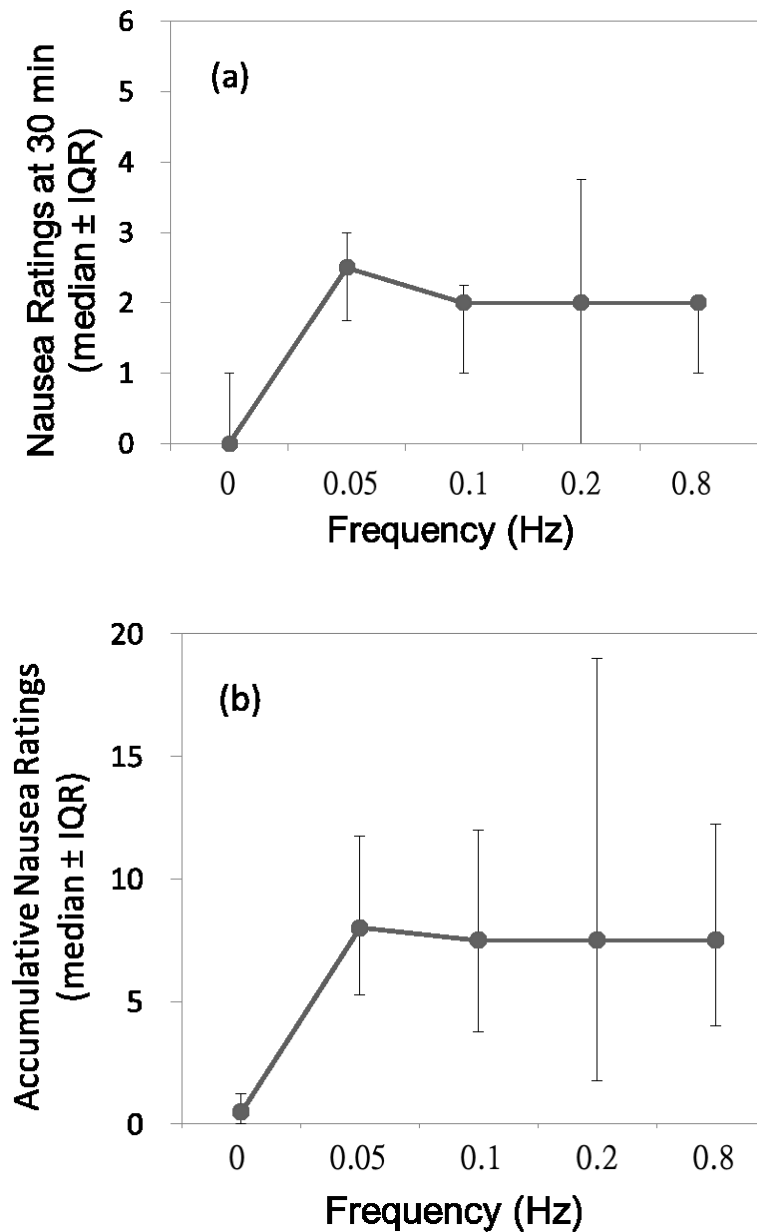 (a)
Nausea Ratings at 30 min
(median ± IQR)
6
5
4
3
2
1
0
0 0.05 0.1 0.2 0.8
Frequency (Hz)
(b)
Accumulative Nausea Ratings
(median ± IQR)
20
15
10
5
0
0 0.05 0.1 0.2 0.8
Frequency (Hz)